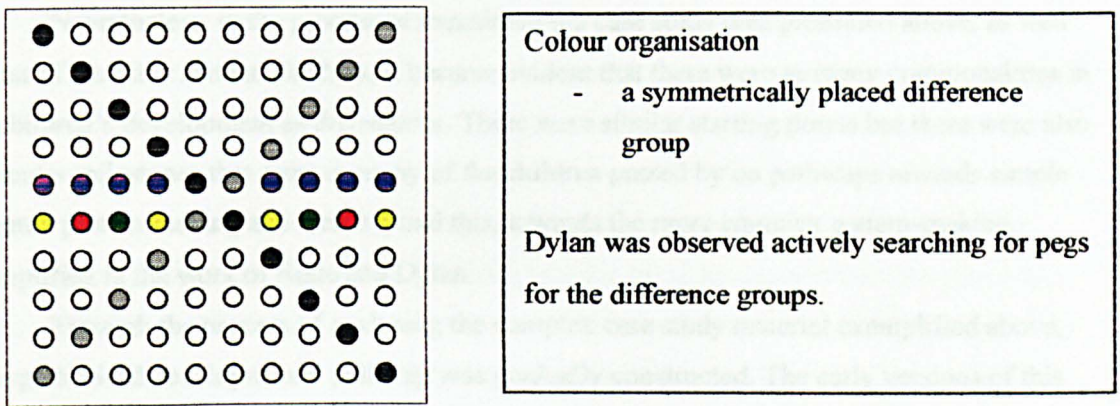 Colour organisation
- a symmetrically placed difference
group
Dylan was observed actively searching for pegs
for the difference groups.